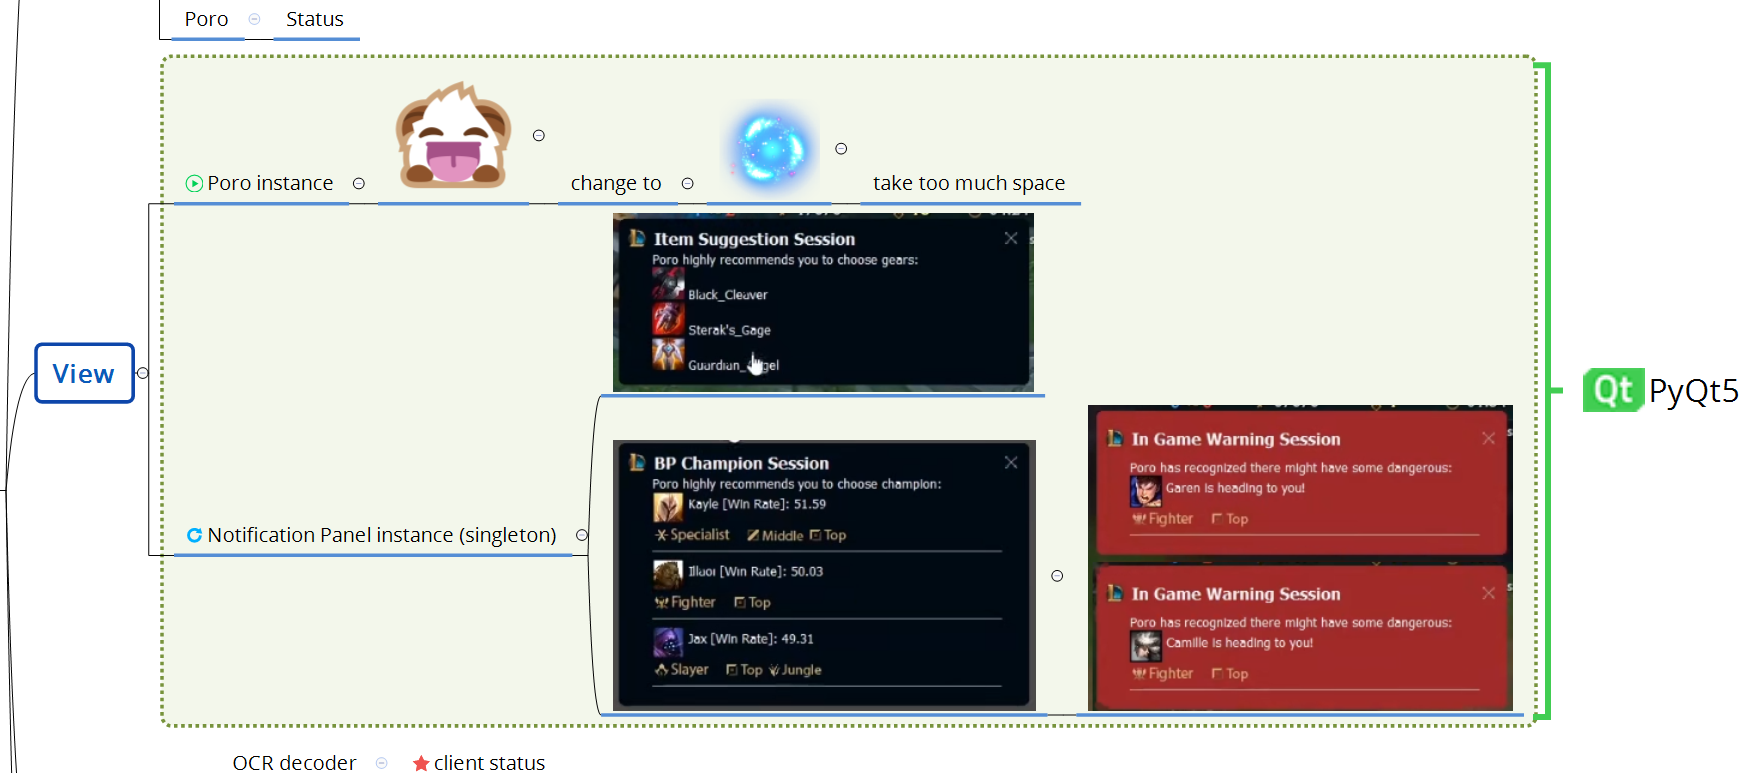 Poro
Status
Poro instance
change to
take too much space
Item Suggestion Session
Poro highly recommends you to choose gears:
Black_Cleaver
Sterak's_Gage
View
Qt PyQt5
BP Champion Session
Poro highly recommends you to choose champion:
Kayle [Win Rate]: 51.59
Specialist Middle Top
Illaoi [Win Rate]: 50.03
Fighter Top
Jax [Win Rate]: 49.31
Slayer Top Jungle
In Game Warning Session
Poro has recognized there might have some dangerous:
Garen is heading to you!
Fighter Top
In Game Warning Session
Poro has recognized there might have some dangerous:
Camille is heading to you!
Fighter Top
Notification Panel instance (singleton)
OCR decoder
client status